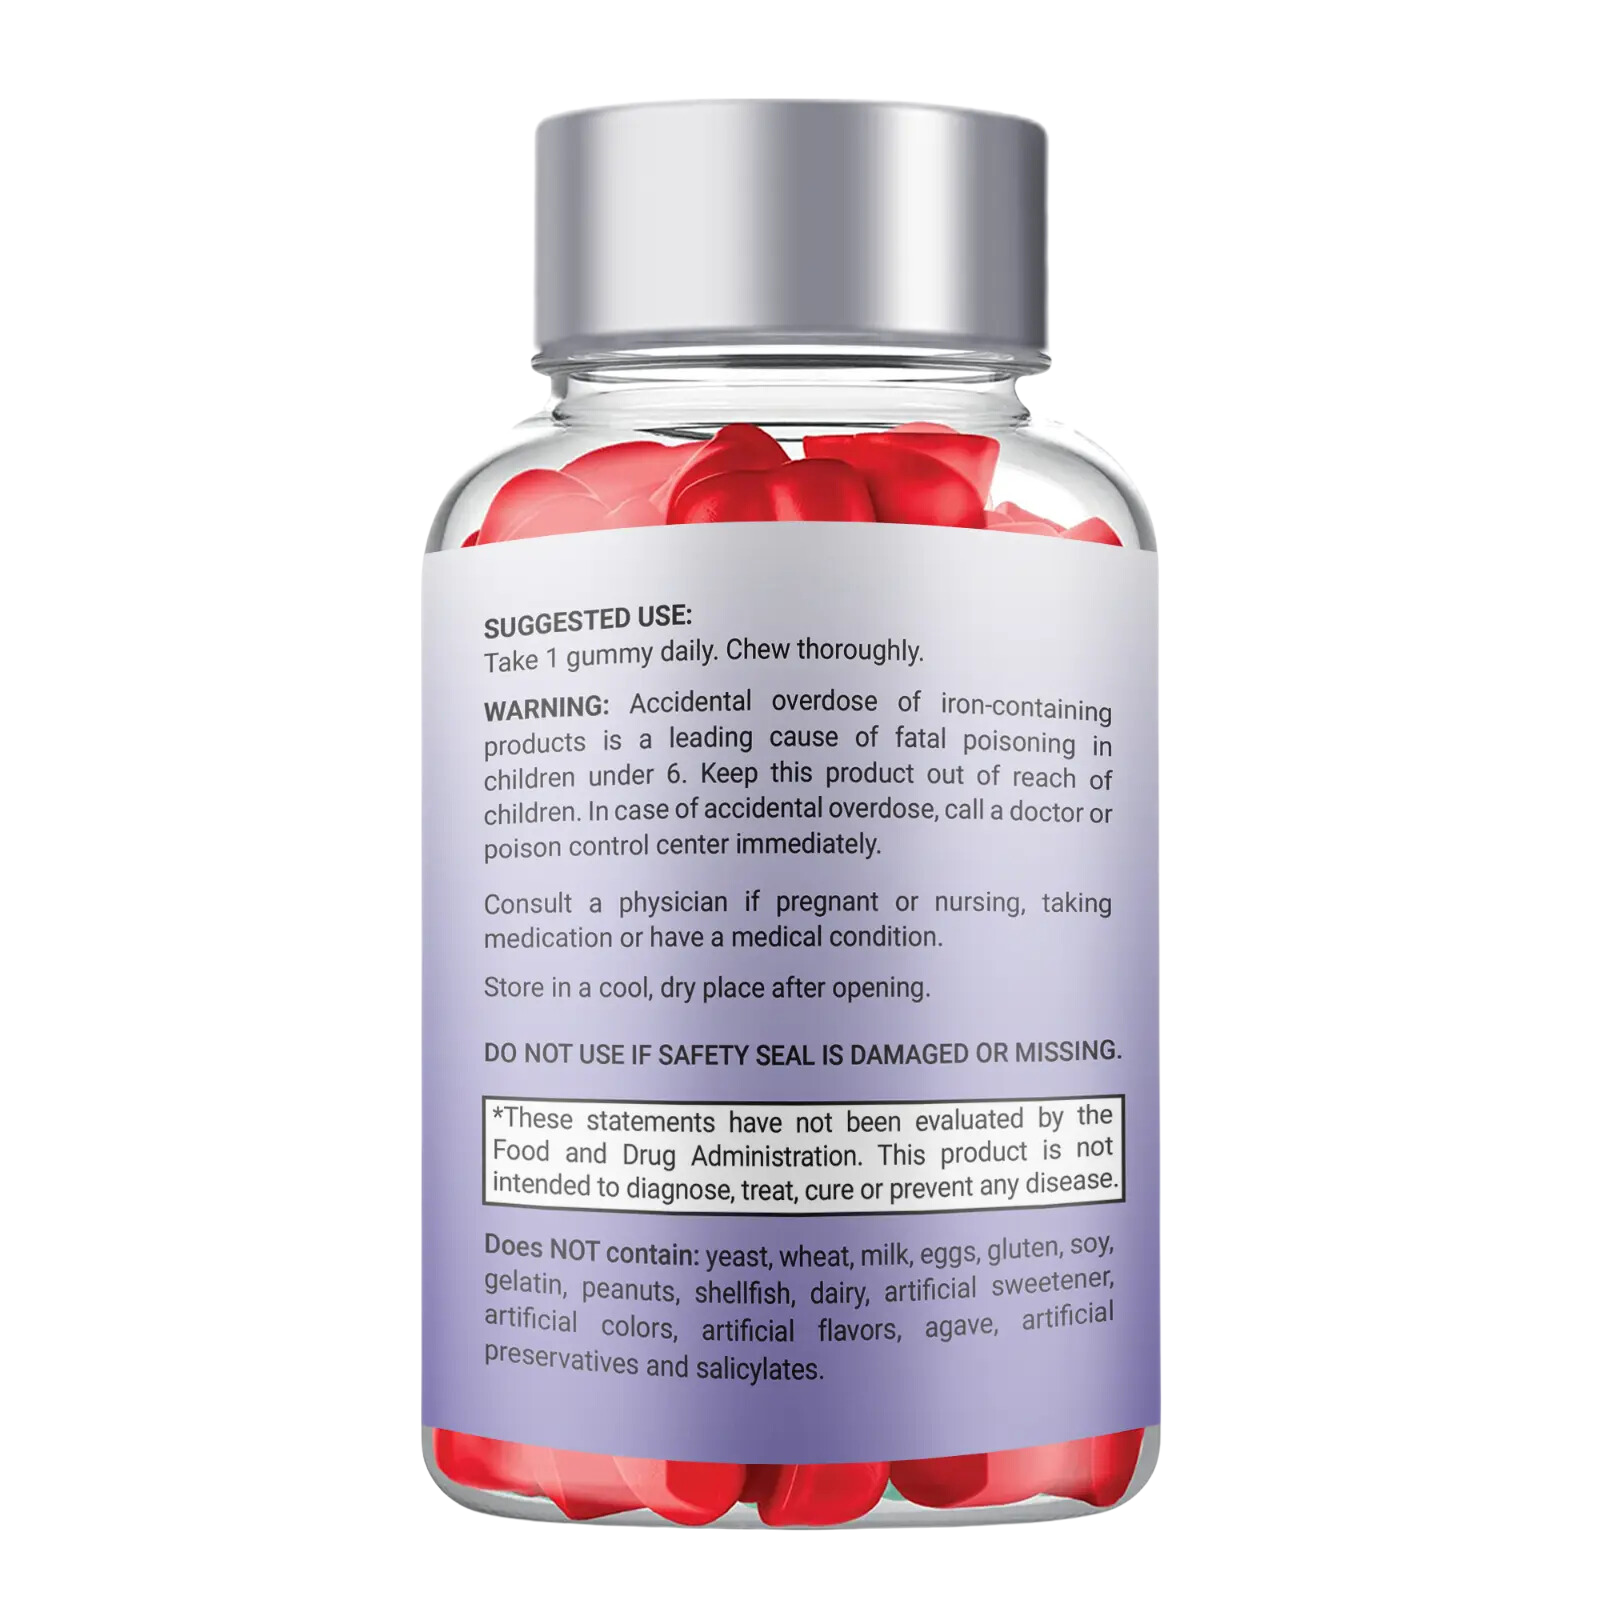 SUGGESTED USE:
Take 1 gummy daily. Chew thoroughly.
WARNING: Accidental overdose of iron-containing
products is a leading cause of fatal poisoning in
children under 6. Keep this product out of reach of
children. In case of accidental overdose, call a doctor or
poison control center immediately.
Consult a physician if pregnant or nursing, taking
medication or have a medical condition.
Store in a cool, dry place after opening.
DO NOT USE IF SAFETY SEAL IS DAMAGED OR MISSING.
*These statements have not been evaluated by the
Food and Drug Administration. This product is not
intended to diagnose, treat, cure or prevent any disease.
Does NOT contain: yeast, wheat, milk, eggs, gluten, soy,
gelatin, peanuts, shellfish, dairy, artificial sweetener,
artificial colors, artificial flavors, agave, artificial
preservatives and salicylates.